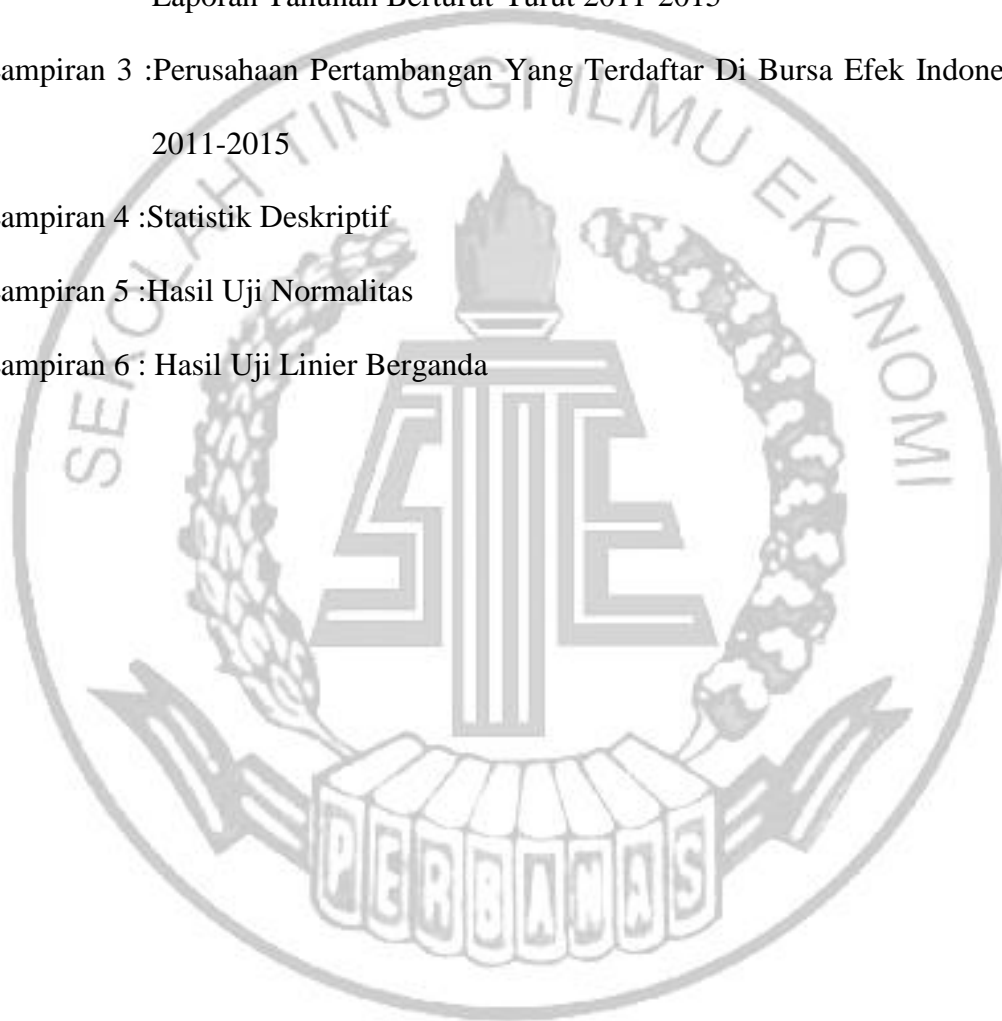 Laporan Tahunan Berturut-Turut 2011-2015
ampiran 3 :Perusahaan Pertambangan Yang Terdaftar Di Bursa Efek Indone
2011-2015
ampiran 4 :Statistik Deskriptif
ampiran 5 :Hasil Uji Normalitas
ampiran 6 : Hasil Uji Linier Berganda
SEKOLAH TINGGI ILMU EKONOMI
STIE
PERBANAS